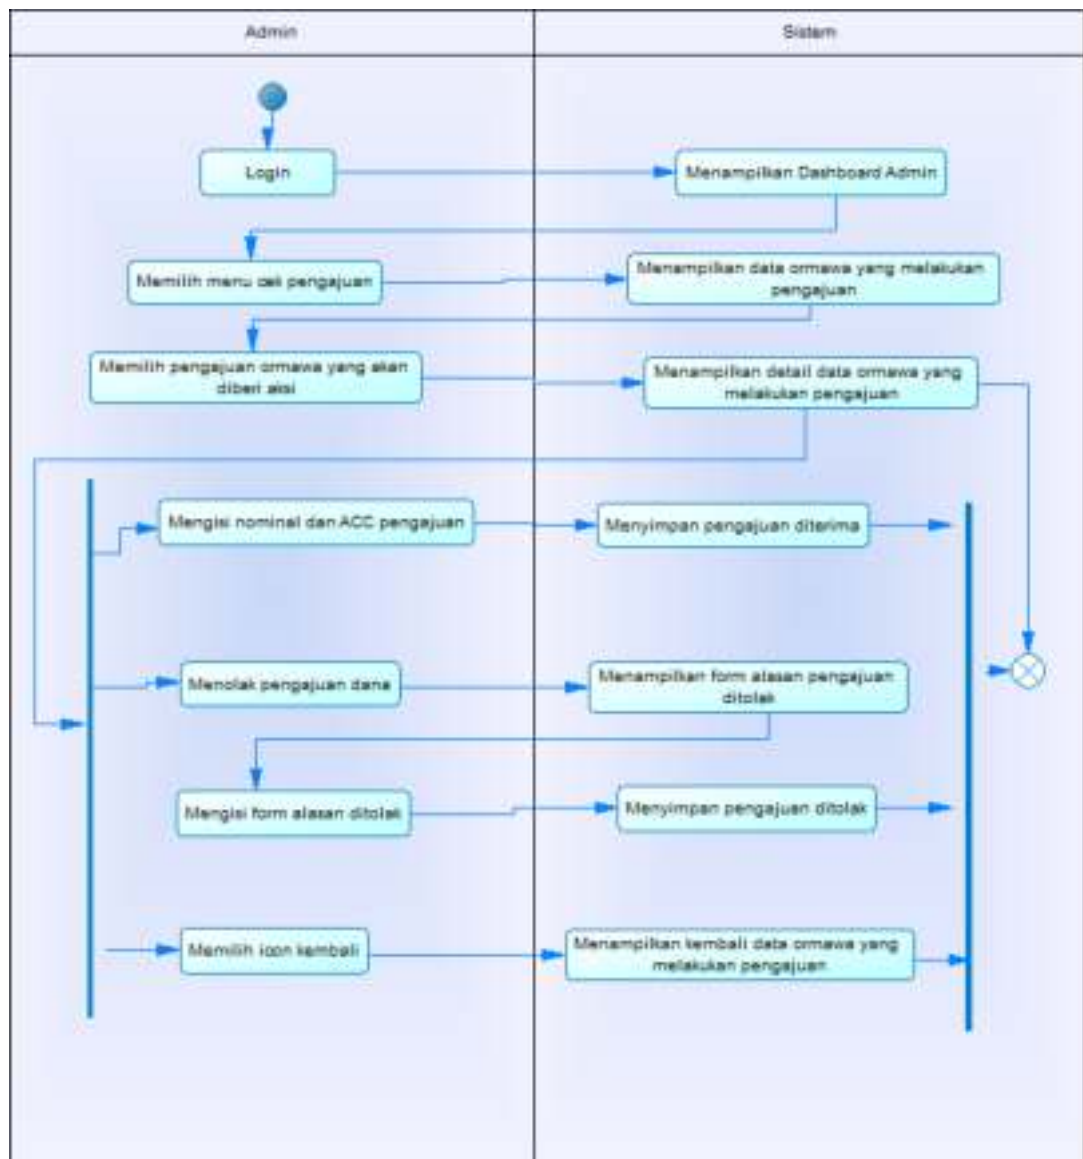 Admin
Sistem
Login
Menampilkan Dashboard Admin
Memilih menu cek pengajuan
Menampilkan data ormawa yang melakukan
pengajuan
Memilih pengajuan ormawa yang akan
diberi aksi
Menampilkan detail data ormawa yang
melakukan pengajuan
Mengisi nominal dan ACC pengajuan
Menyimpan pengajuan diterima
Menolak pengajuan dana
Menampilkan form alasan pengajuan
ditolak
Mengisi form alasan ditolak
Menyimpan pengajuan ditolak
Memilih icon kembali
Menampilkan kembali data ormawa yang
melakukan pengajuan